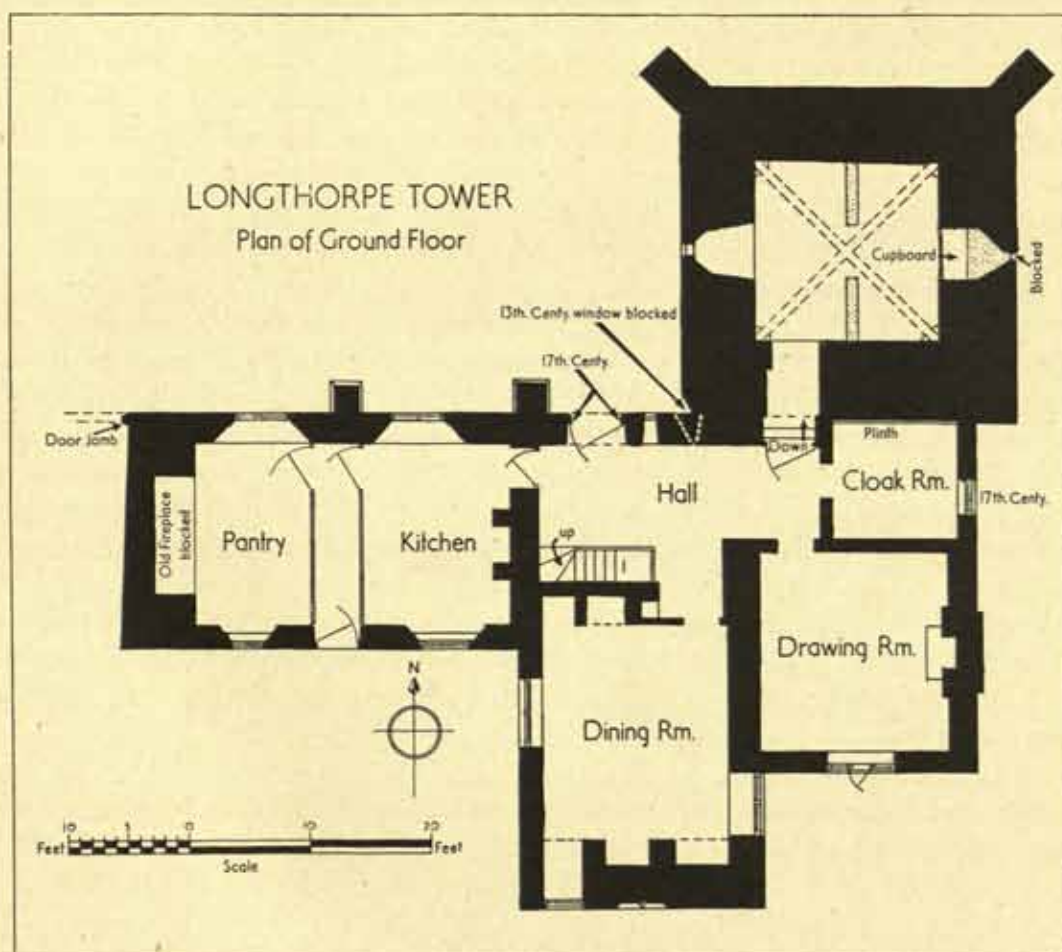 LONGTHORPE TOWER
Plan of Ground Floor
Cupboard
Blocked
13th. Centy. window blocked
17th. Centy.
Door Jamb
Down
Plinth
Cloak Rm.
17th. Centy.
Hall
Old Fireplace
blocked
Pantry
Kitchen
up
Drawing Rm.
Dining Rm.
N
10 5 0 10 20
Feet
Feet
Scale